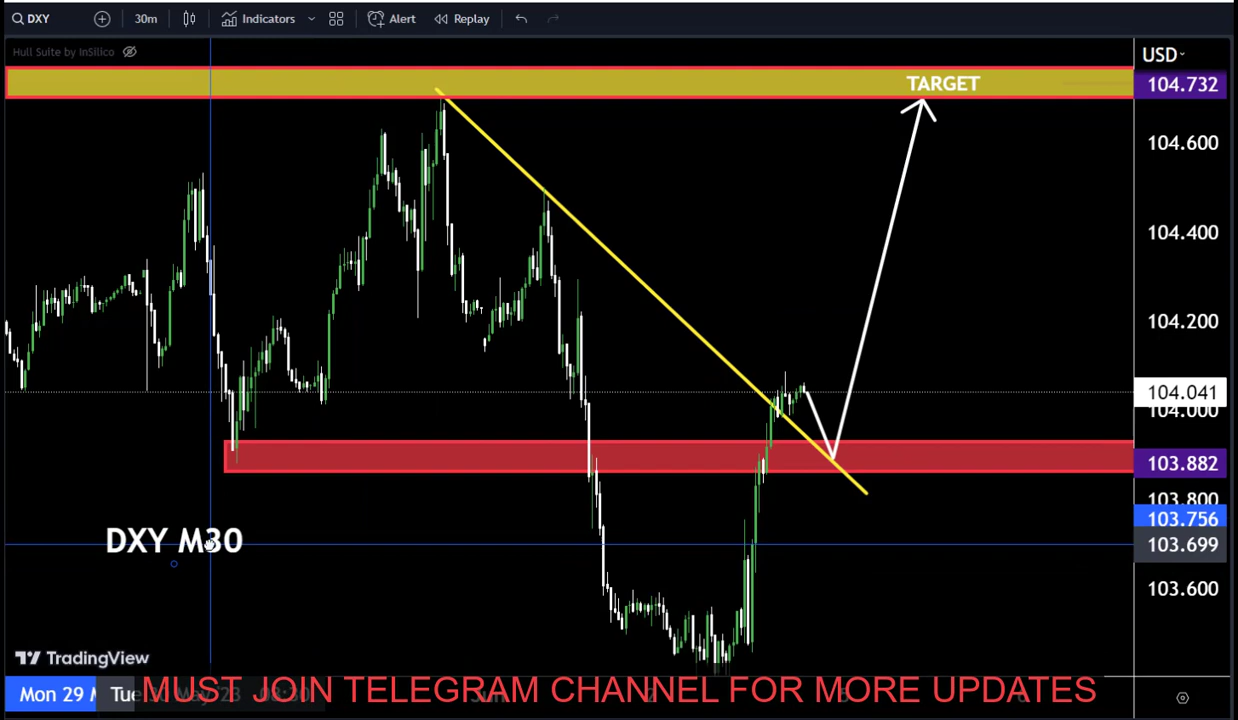 DXY 30m Indicators Alert Replay
Hull Suite by InSilico
USD
TARGET
104.732
104.600
104.400
104.200
104.041
104.000
103.882
103.800
103.756
DXY M30
103.699
103.600
TradingView
Mon 29 Tue May '23
MUST JOIN TELEGRAM CHANNEL FOR MORE UPDATES